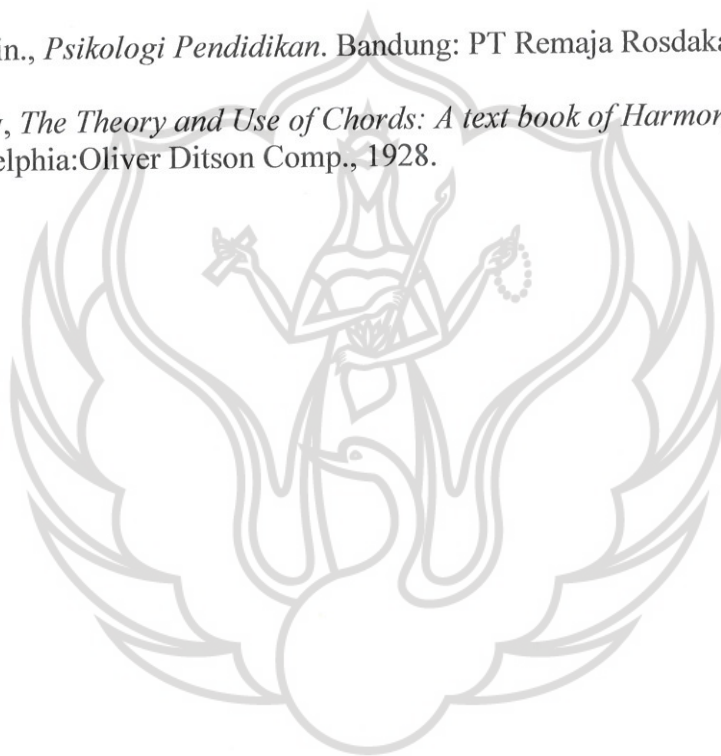 in., Psikologi Pendidikan. Bandung: PT Remaja Rosdaka
, The Theory and Use of Chords: A text book of Harmon
elphia:Oliver Ditson Comp., 1928.